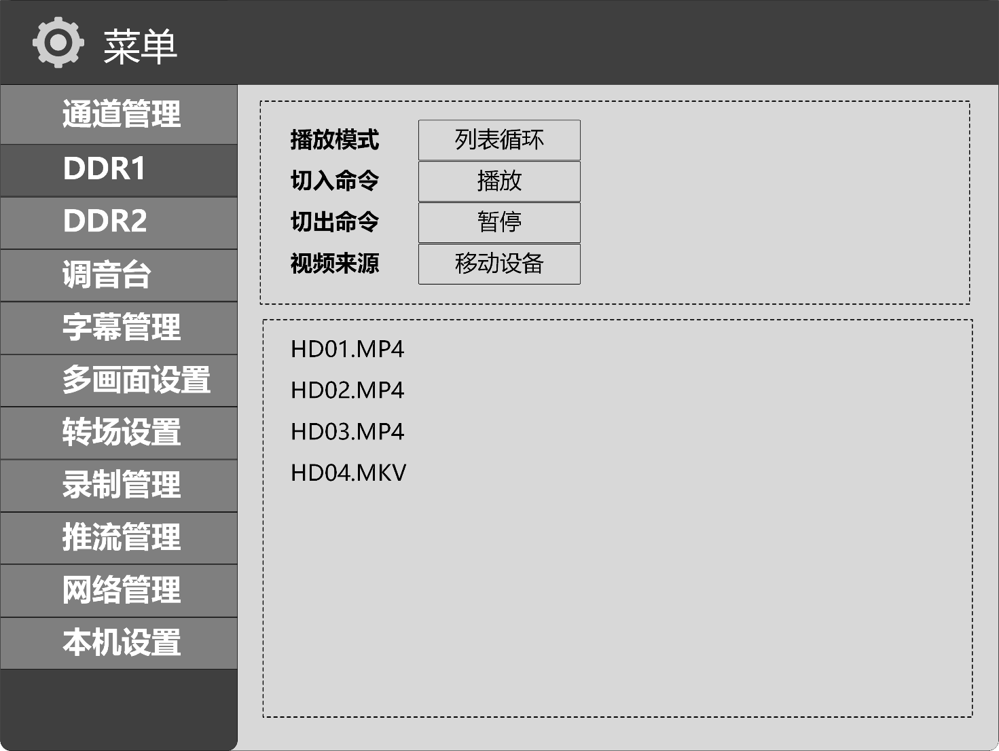 菜单
通道管理
DDR1
DDR2
调音台
字幕管理
多画面设置
转场设置
录制管理
推流管理
网络管理
本机设置
播放模式 列表循环
切入命令 播放
切出命令 暂停
视频来源 移动设备
HD01.MP4
HD02.MP4
HD03.MP4
HD04.MKV